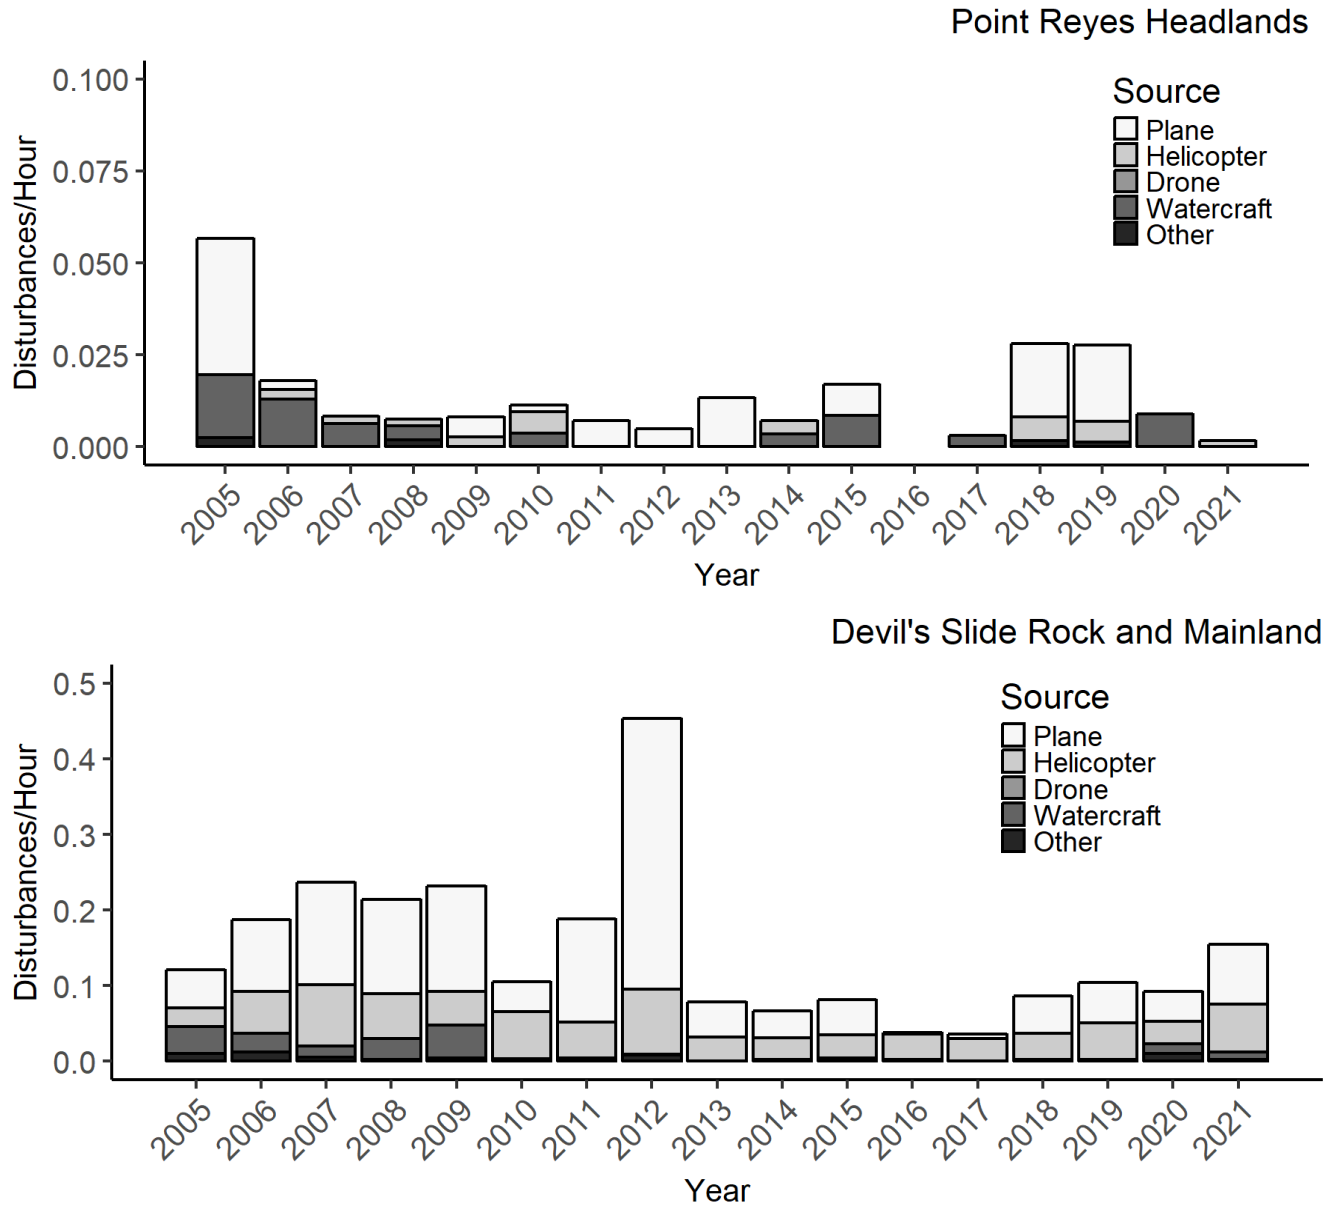 Point Reyes Headlands
Disturbances/Hour
0.100
0.075
0.050
0.025
0.000
Source
Plane
Helicopter
Drone
Watercraft
Other
2005 2006 2007 2008 2009 2010 2011 2012 2013 2014 2015 2016 2017 2018 2019 2020 2021
Year
Devil's Slide Rock and Mainland
Disturbances/Hour
0.5
0.4
0.3
0.2
0.1
0.0
Source
Plane
Helicopter
Drone
Watercraft
Other
2005 2006 2007 2008 2009 2010 2011 2012 2013 2014 2015 2016 2017 2018 2019 2020 2021
Year